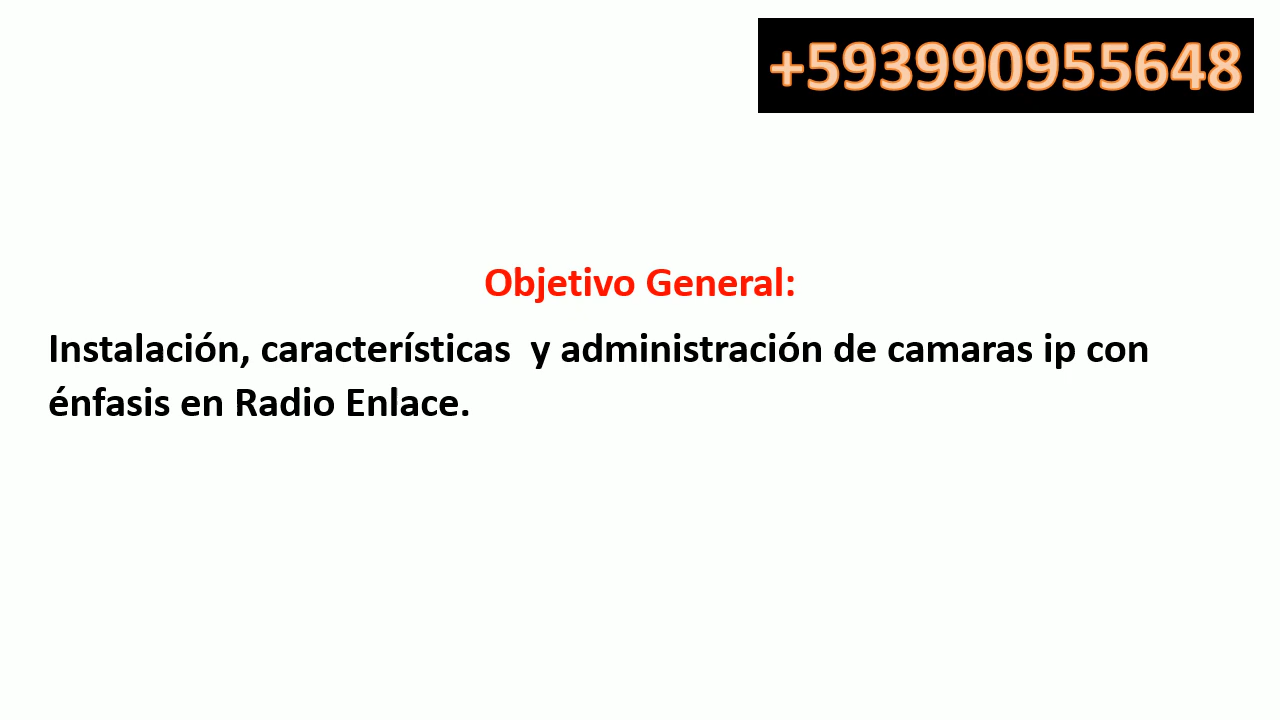 +593990955648
Objetivo General:
Instalación, características  y administración de camaras ip con
énfasis en Radio Enlace.